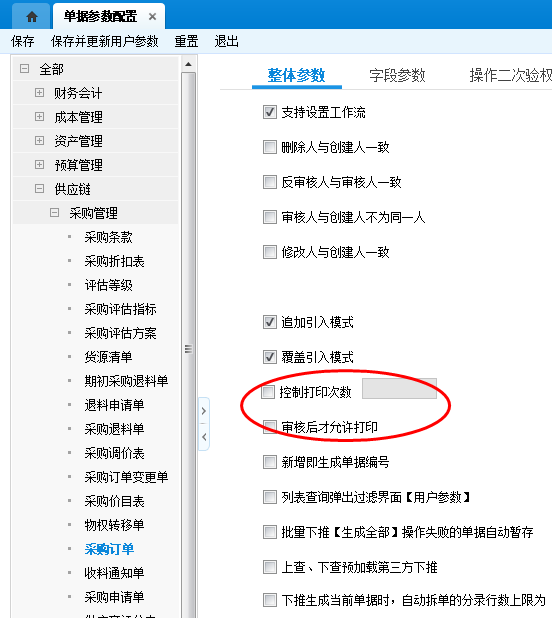 单据参数配置
保存 保存并更新用户参数 重置 退出
全部
财务会计
成本管理
资产管理
预算管理
供应链
采购管理
采购条款
采购折扣表
评估等级
采购评估指标
采购评估方案
货源清单
期初采购退料单
退料申请单
采购退料单
采购调价表
采购订单变更单
采购价目表
物权转移单
采购订单
收料通知单
采购申请单
整体参数 字段参数 操作二次验权
支持设置工作流
删除人与创建人一致
反审核人与审核人一致
审核人与创建人不为同一人
修改人与创建人一致
追加引入模式
覆盖引入模式
控制打印次数
审核后才允许打印
新增即生成单据编号
列表查询弹出过滤界面【用户参数】
批量下推【生成全部】操作失败的单据自动暂存
上查、下查预加载第三方下推
下推生成当前单据时，自动拆单的分录行数上限为